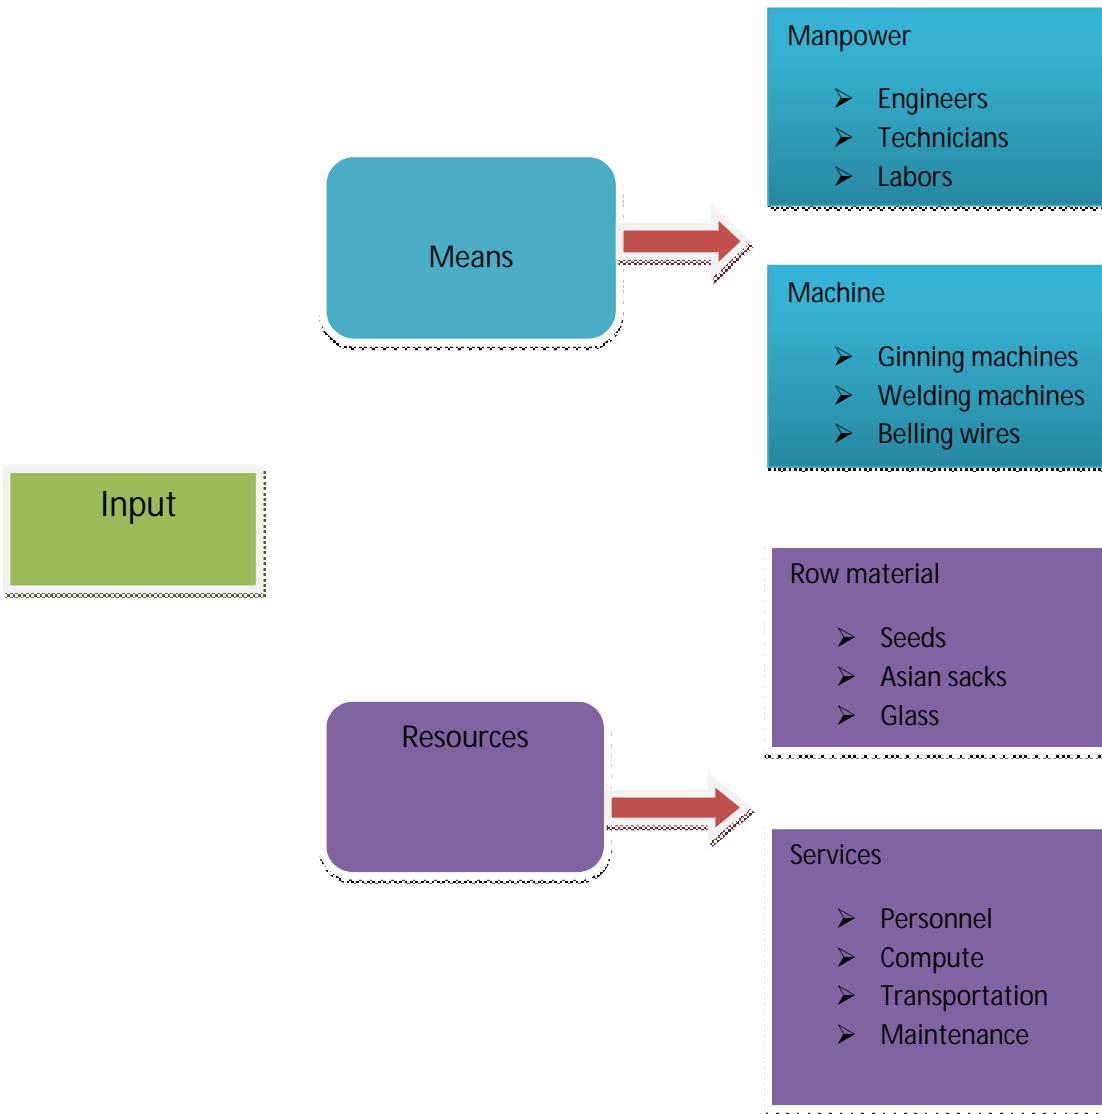 Manpower
➢ Engineers
➢ Technicians
➢ Labors
Means
Machine
➢ Ginning machines
➢ Welding machines
➢ Belling wires
Input
Row material
➢ Seeds
➢ Asian sacks
➢ Glass
Resources
Services
➢ Personnel
➢ Compute
➢ Transportation
➢ Maintenance